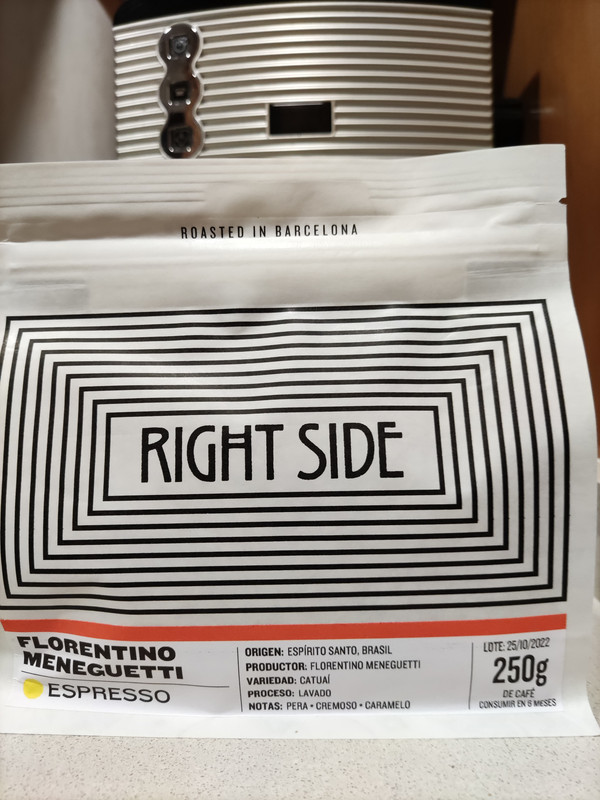 ROASTED IN BARCELONA
RIGHT SIDE
FLORENTINO
MENEGUETTI
ESPRESSO
ORIGEN: ESPÍRITO SANTO, BRASIL
PRODUCTOR: FLORENTINO MENEGUETTI
VARIEDAD: CATUAÍ
PROCESO: LAVADO
NOTAS: PERA • CREMOSO • CARAMELO
LOTE: 25/10/2022
250g
DE CAFÉ
CONSUMIR EN 6 MESES